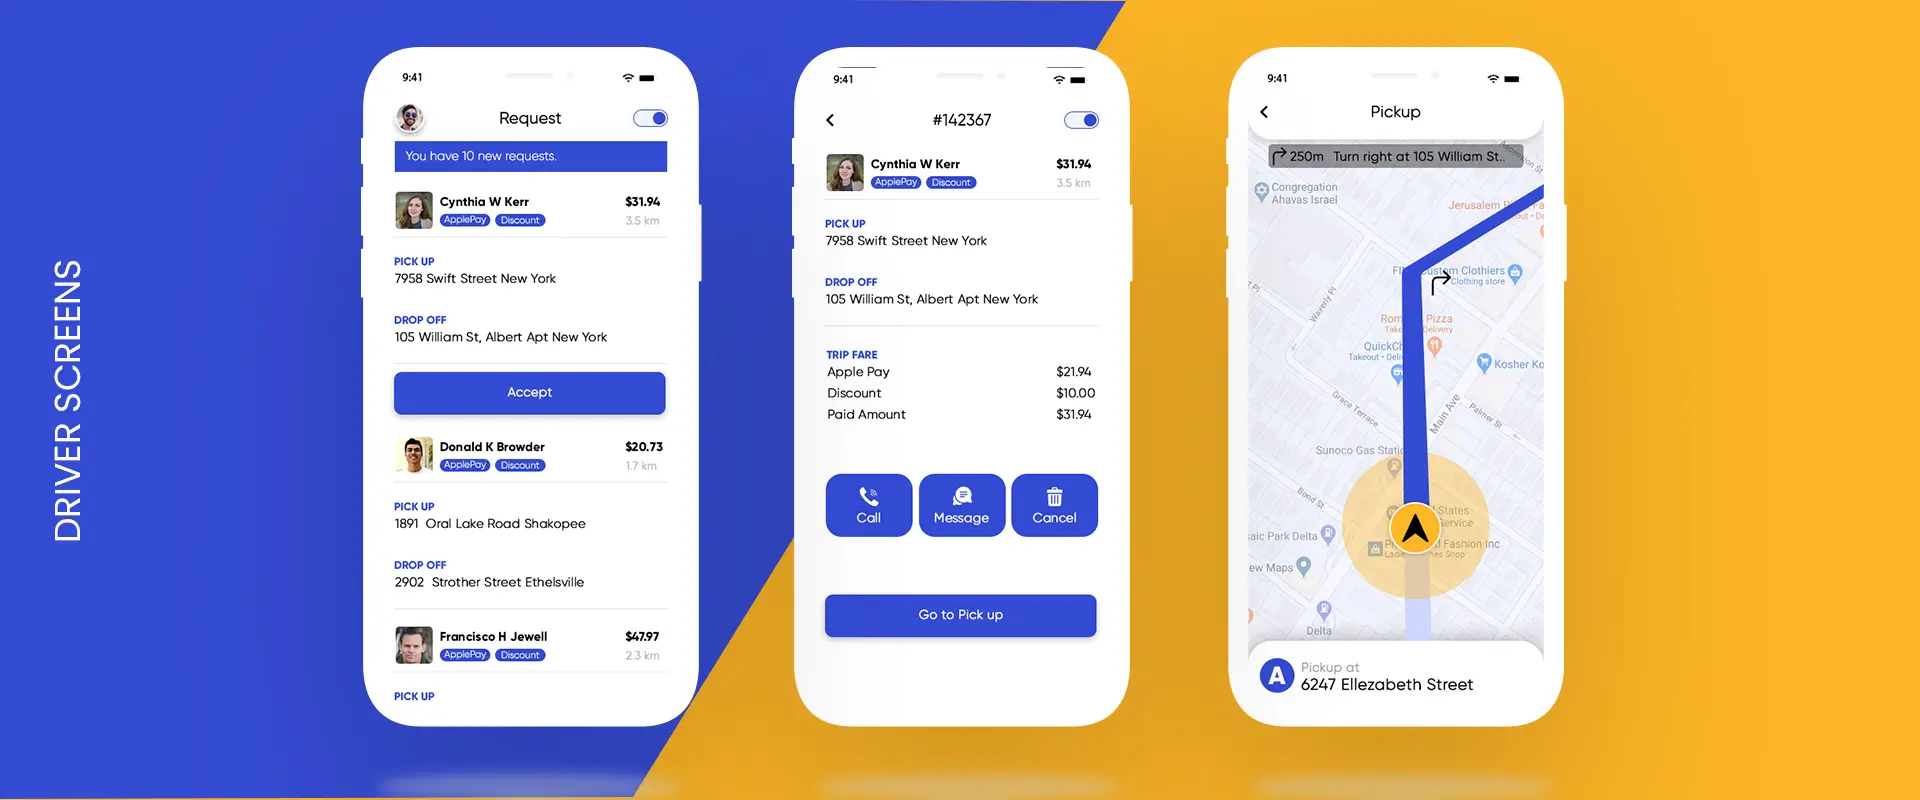 DRIVER SCREENS
9:41
Request
You have 10 new requests.
Cynthia W Kerr $31.94
ApplePay Discount 3.5 km
PICK UP
7958 Swift Street New York
DROP OFF
105 William St, Albert Apt New York
Accept
Donald K Browder $20.73
ApplePay Discount 1.7 km
PICK UP
1891 Oral Lake Road Shakopee
DROP OFF
2902 Strother Street Ethelsville
Francisco H Jewell $47.97
ApplePay Discount 2.3 km
PICK UP
9:41
#142367
Cynthia W Kerr $31.94
ApplePay Discount 3.5 km
PICK UP
7958 Swift Street New York
DROP OFF
105 William St, Albert Apt New York
TRIP FARE
Apple Pay $21.94
Discount $10.00
Paid Amount $31.94
Call Message Cancel
Go to Pick up
9:41
Pickup
250m Turn right at 105 William St..
Congregation
Ahavas Israel
Jerusalem
Custom Clothiers
Clothing store
Waverly Pl
Pizza
Delivery
Takeout
Kosher
Grace Terrace
Main Ave
Palmer St
Sunoco Gas
Bond St
States
Service
Park Delta
Fashion Inc
Shop
Maps
Delta
A
Pickup at
6247 Ellezabeth Street